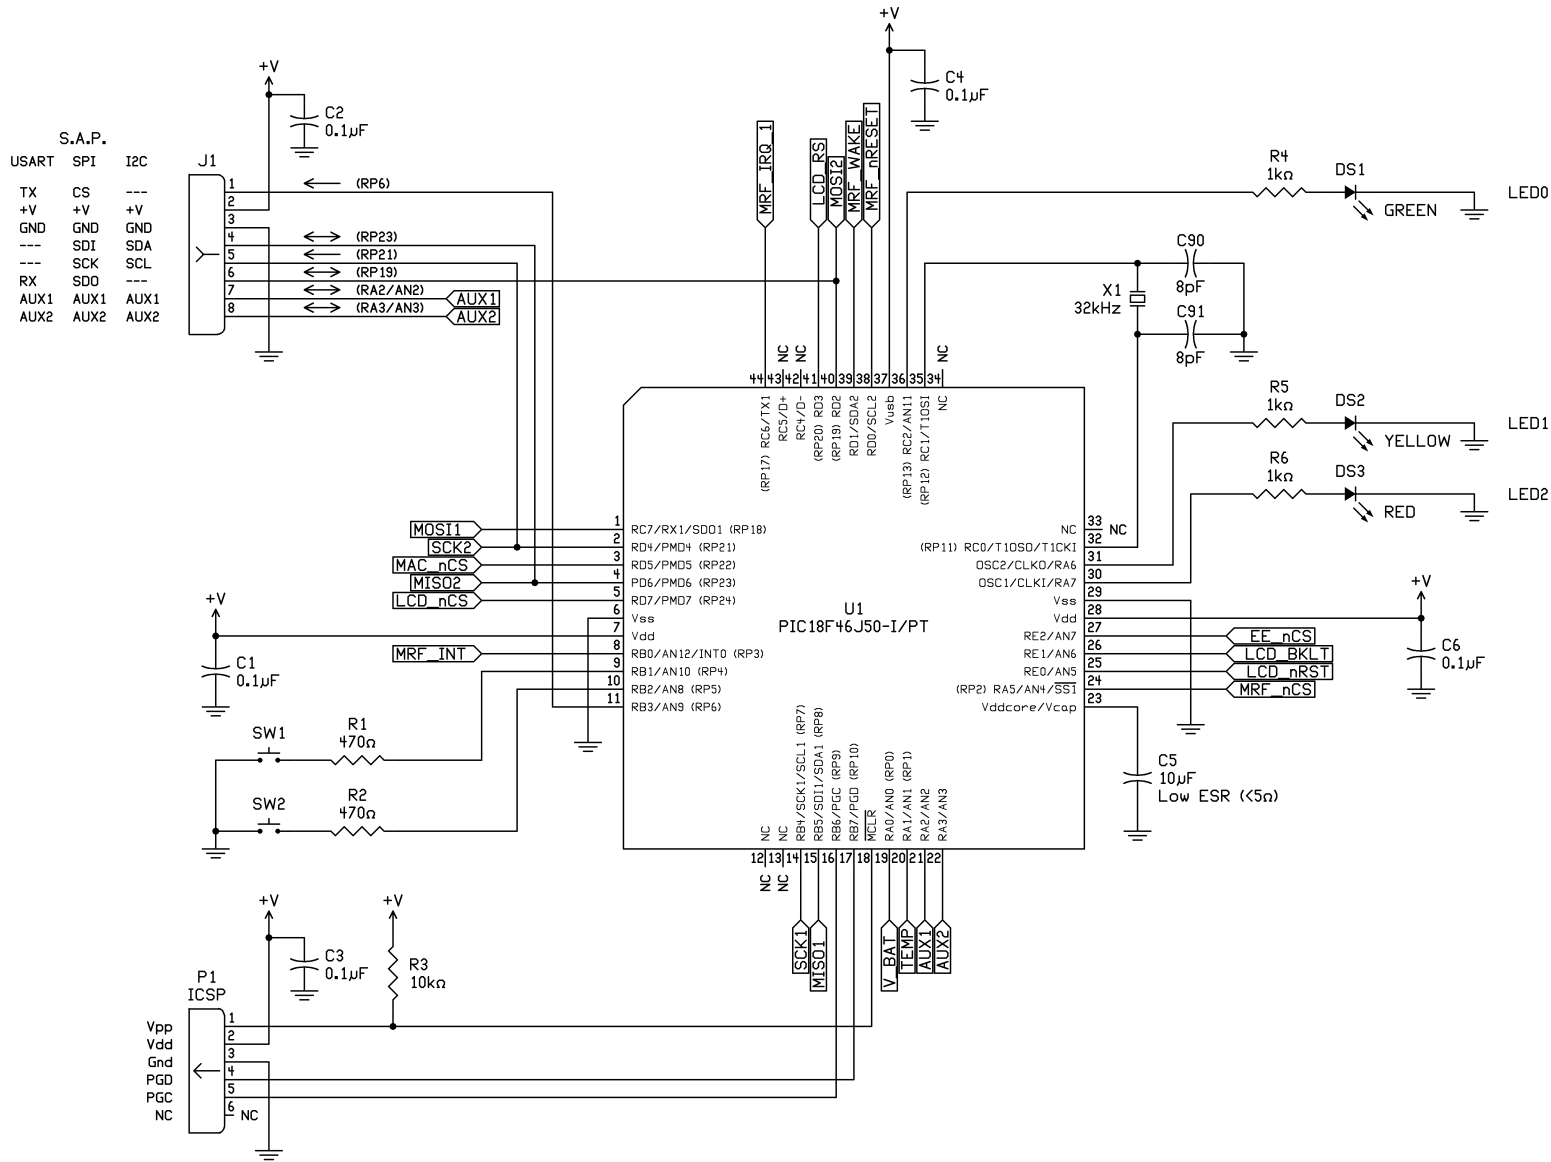 +V
C4
0.1µF
+V
C2
0.1µF
S.A.P.
USART SPI I2C
TX CS ---
+V +V +V
GND GND GND
--- SDI SDA
--- SCK SCL
RX SDO ---
AUX1 AUX1 AUX1
AUX2 AUX2 AUX2
J1
1
2
3
4
5
6
7
8
(RP6)
(RP23)
(RP21)
(RP19)
(RA2/AN2)
(RA3/AN3)
AUX1
AUX2
MRF_IRQ_1
LCD_RS
MOSI2
MRF_WAKE
MRF_nRESET
R4
1kΩ
DS1
GREEN
LED0
C90
8pF
X1
32kHz
C91
8pF
R5
1kΩ
DS2
YELLOW
LED1
R6
1kΩ
DS3
RED
LED2
NC
NC
NC
44
43
42
41
40
39
38
37
36
35
34
(RP17) RC6/TX1
RC5/D+
RC4/D-
(RP20) RD3
(RP19) RD2
RD1/SDA2
RD0/SCL2
Vusb
(RP13) RC2/AN11
(RP12) RC1/T1OSI
NC
MOSI1
SCK2
MAC_nCS
MISO2
LCD_nCS
MRF_INT
1
2
3
4
5
6
7
8
9
10
11
RC7/RX1/SDO1 (RP18)
RD4/PMD4 (RP21)
RD5/PMD5 (RP22)
PD6/PMD6 (RP23)
RD7/PMD7 (RP24)
Vss
Vdd
RB0/AN12/INT0 (RP3)
RB1/AN10 (RP4)
RB2/AN8 (RP5)
RB3/AN9 (RP6)
U1
PIC18F46J50-I/PT
NC
(RP11) RC0/T1OSO/T1CKI
OSC2/CLKO/RA6
OSC1/CLKI/RA7
Vss
Vdd
RE2/AN7
RE1/AN6
RE0/AN5
(RP2) RA5/AN4/SS1
Vddcore/Vcap
33
32
31
30
29
28
27
26
25
24
23
NC
EE_nCS
LCD_BKLT
LCD_nRST
MRF_nCS
+V
C6
0.1µF
C5
10µF
Low ESR (<5Ω)
+V
C1
0.1µF
SW1
R1
470Ω
SW2
R2
470Ω
NC
NC
RB4/SCK1/SCL1 (RP7)
RB5/SDI1/SDA1 (RP8)
RB6/PGC (RP9)
RB7/PGD (RP10)
MCLR
RA0/AN0 (RP0)
RA1/AN1 (RP1)
RA2/AN2
RA3/AN3
12
13
14
15
16
17
18
19
20
21
22
NC
NC
SCK1
MISO1
V_BAT
TEMP
AUX1
AUX2
+V
C3
0.1µF
+V
R3
10kΩ
P1
ICSP
Vpp
Vdd
Gnd
PGD
PGC
NC
1
2
3
4
5
6
NC